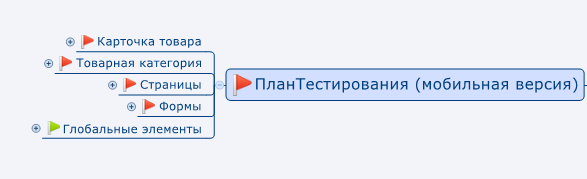 Карточка товара
Товарная категория
Страницы
ПланТестирования (мобильная версия)
Формы
Глобальные элементы